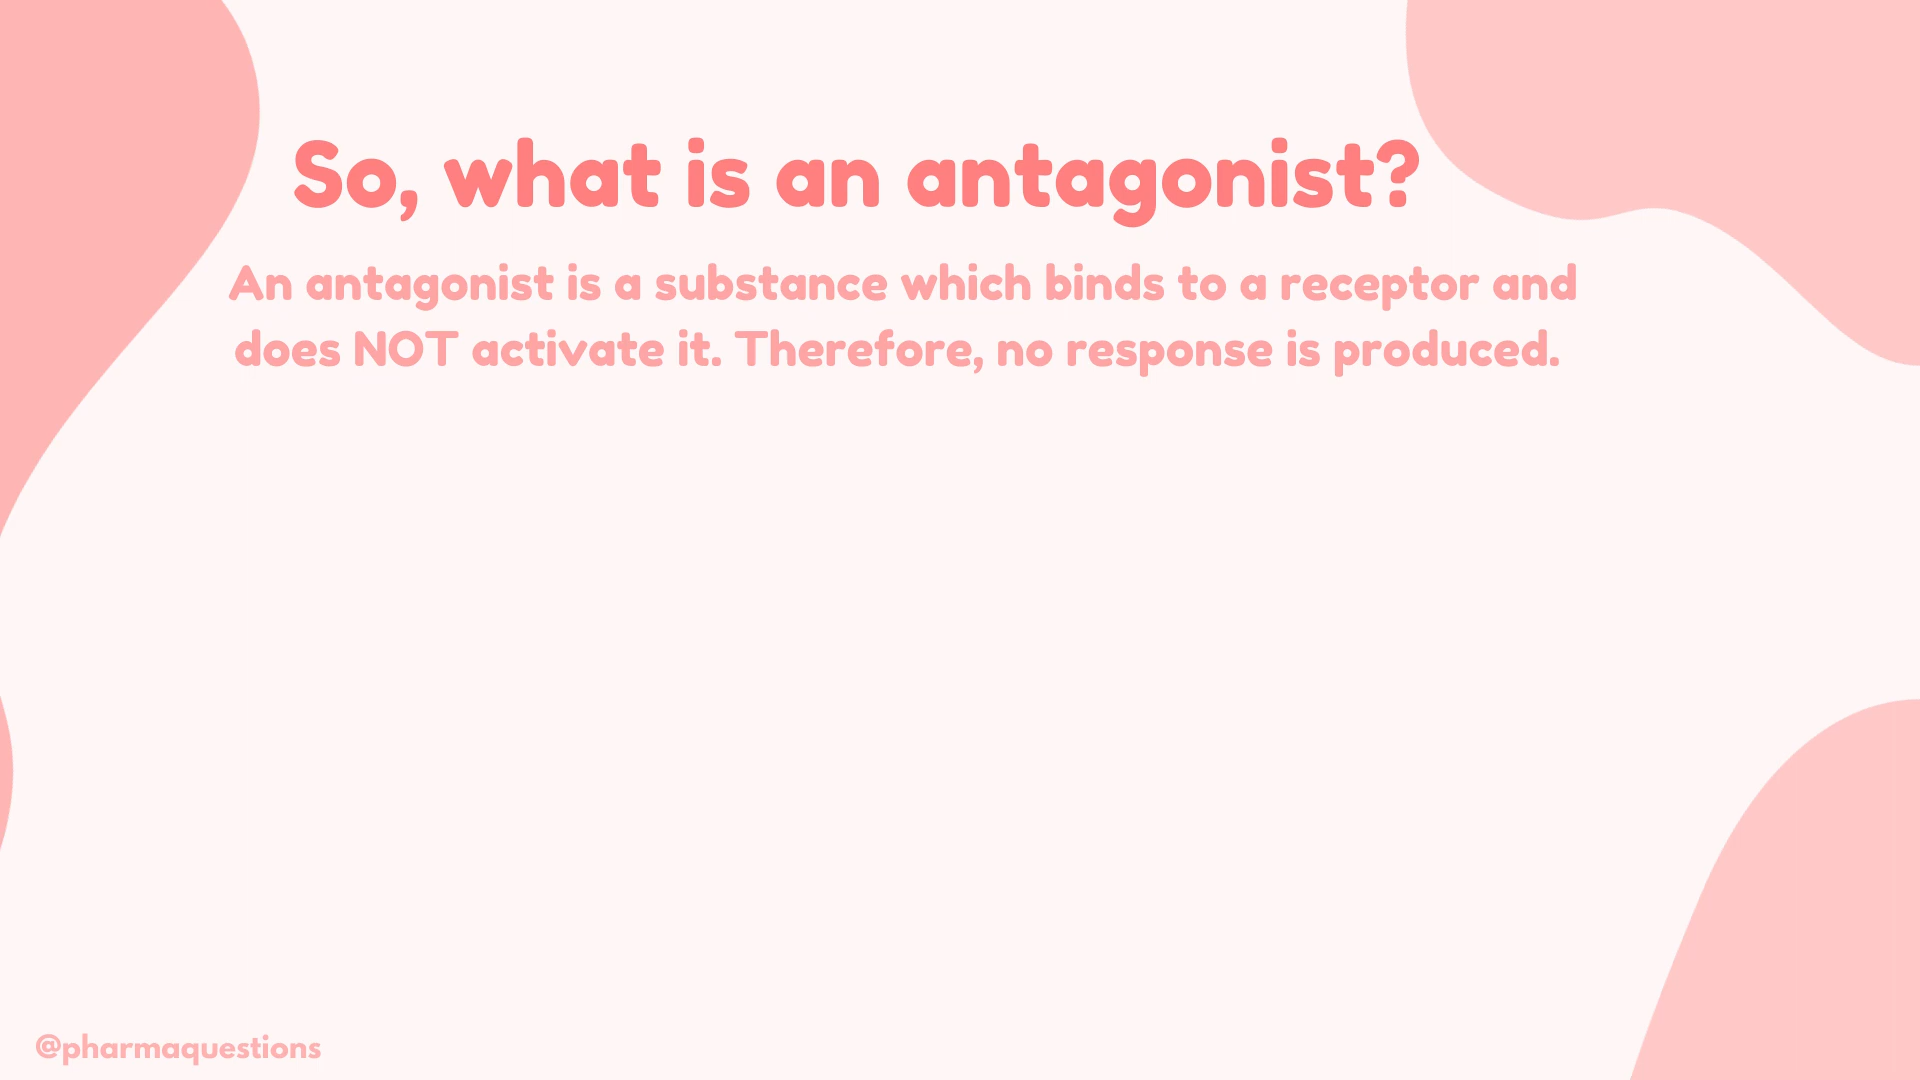 So, what is an antagonist?
An antagonist is a substance which binds to a receptor and
does NOT activate it. Therefore, no response is produced.
@pharmaquestions